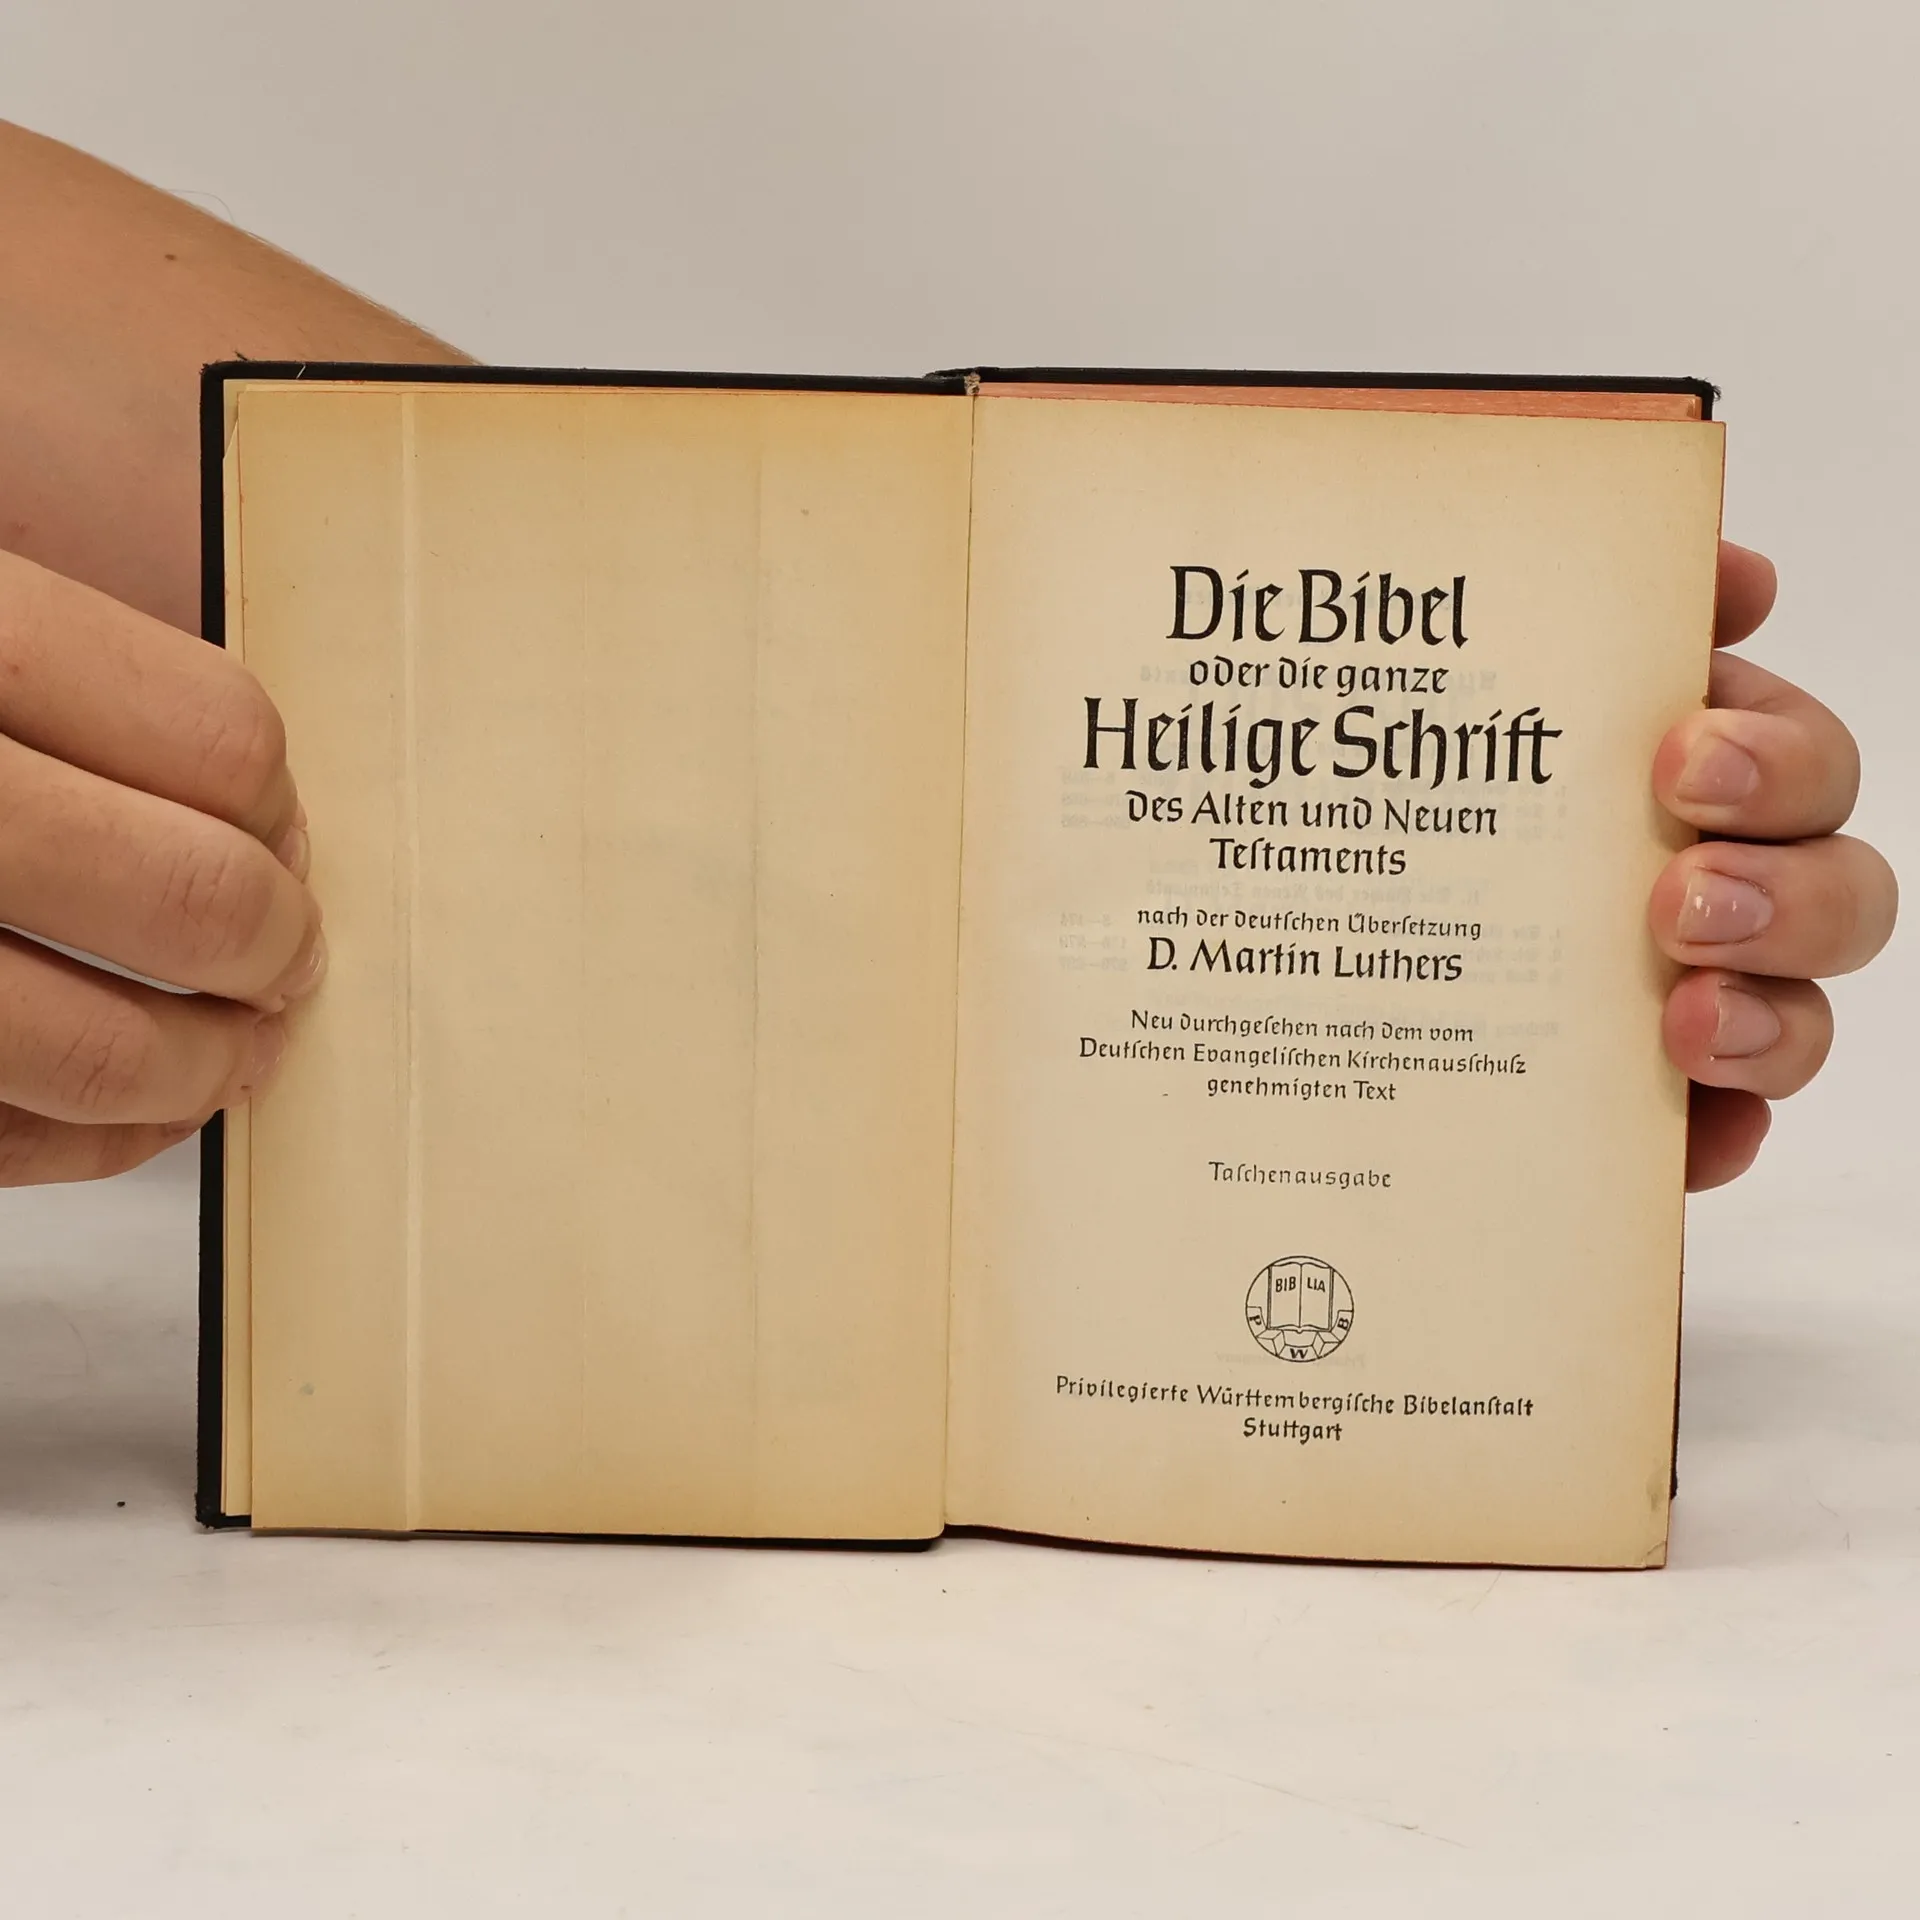 Die Bibel
oder die ganze
Heilige Schrift
des Alten und Neuen
Teſtaments
nach der deutſchen Überſetzung
D. Martin Luthers
Neu durchgeſehen nach dem vom
Deutſchen Evangeliſchen Kirchenausſchuſz
genehmigten Text
Taſchenausgabe
BIB LIA
P W B
Privilegierte Württembergiſche Bibelanſtalt
Stuttgart